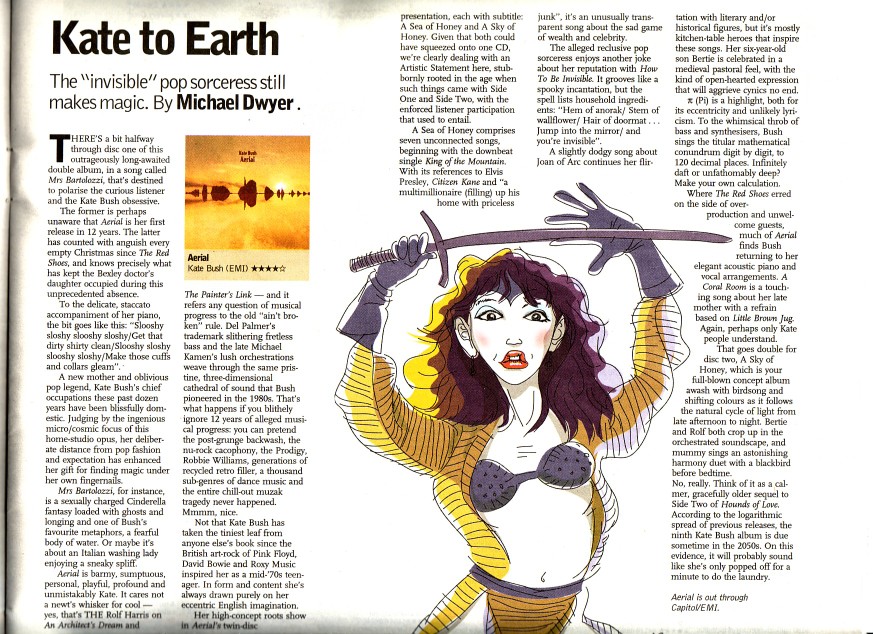 Kate to Earth
The "invisible" pop sorceress still
makes magic. By Michael Dwyer .
THERE'S a bit halfway
through disc one of this
outrageously long-awaited
double album, in a song called
Mrs Bartolozzi, that's destined
to polarise the curious listener
and the Kate Bush obsessive.
The former is perhaps
unaware that Aerial is her first
release in 12 years. The latter
has counted with anguish every
empty Christmas since The Red
Shoes, and knows precisely what
has kept the Bexley doctor's
daughter occupied during this
unprecedented absence.
To the delicate, staccato
accompaniment of her piano,
the bit goes like this: "Slooshy
sloshy slooshy sloshy/Get that
dirty shirty clean/Slooshy sloshy
slooshy sloshy/Make those cuffs
and collars gleam".
A new mother and oblivious
pop legend, Kate Bush's chief
occupations these past dozen
years have been blissfully dom-
estic. Judging by the ingenious
micro/cosmic focus of this
home-studio opus, her deliber-
ate distance from pop fashion
and expectation has enhanced
her gift for finding magic under
her own fingernails.
Mrs Bartolozzi, for instance,
is a sexually charged Cinderella
fantasy loaded with ghosts and
longing and one of Bush's
favourite metaphors, a fearful
body of water. Or maybe it's
about an Italian washing lady
enjoying a sneaky spliff.
Aerial is barmy, sumptuous,
personal, playful, profound and
unmistakably Kate. It cares not
a newt's whisker for cool —
yes, that's THE Rolf Harris on
An Architect's Dream and
Kate Bush
Aerial
Aerial
Kate Bush (EMI) ★★★★☆
The Painter's Link — and it
refers any question of musical
progress to the old "ain't bro-
ken" rule. Del Palmer's
trademark slithering fretless
bass and the late Michael
Kamen's lush orchestrations
weave through the same pris-
tine, three-dimensional
cathedral of sound that Bush
pioneered in the 1980s. That's
what happens if you blithely
ignore 12 years of alleged musi-
cal progress: you can pretend
the post-grunge backwash, the
nu-rock cacophony, the Prodigy,
Robbie Williams, generations of
recycled retro filler, a thousand
sub-genres of dance music and
the entire chill-out muzak
tragedy never happened.
Mmmm, nice.
Not that Kate Bush has
taken the tiniest leaf from
anyone else's book since the
British art-rock of Pink Floyd,
David Bowie and Roxy Music
inspired her as a mid-'70s teen-
ager. In form and content she's
always drawn purely on her
eccentric English imagination.
Her high-concept roots show
in Aerial's twin-disc
presentation, each with subtitle:
A Sea of Honey and A Sky of
Honey. Given that both could
have squeezed onto one CD,
we're clearly dealing with an
Artistic Statement here, stub-
bornly rooted in the age when
such things came with Side
One and Side Two, with the
enforced listener participation
that used to entail.
A Sea of Honey comprises
seven unconnected songs,
beginning with the downbeat
single King of the Mountain.
With its references to Elvis
Presley, Citizen Kane and "a
multimillionaire (filling) up his
home with priceless
junk", it's an unusually trans-
parent song about the sad game
of wealth and celebrity.
The alleged reclusive pop
sorceress enjoys another joke
about her reputation with How
To Be Invisible. It grooves like a
spooky incantation, but the
spell lists household ingredi-
ents: "Hem of anorak/ Stem of
wallflower/ Hair of doormat . . .
Jump into the mirror/ and
you're invisible".
A slightly dodgy song about
Joan of Arc continues her flir-
tation with literary and/or
historical figures, but it's mostly
kitchen-table heroes that inspire
these songs. Her six-year-old
son Bertie is celebrated in a
medieval pastoral feel, with the
kind of open-hearted expression
that will aggrieve cynics no end.
π (Pi) is a highlight, both for
its eccentricity and unlikely lyri-
cism. To the whimsical throb of
bass and synthesisers, Bush
sings the titular mathematical
conundrum digit by digit, to
120 decimal places. Infinitely
daft or unfathomably deep?
Make your own calculation.
Where The Red Shoes erred
on the side of over-
production and unwel-
come guests,
much of Aerial
finds Bush
returning to her
elegant acoustic piano and
vocal arrangements. A
Coral Room is a touch-
ing song about her late
mother with a refrain
based on Little Brown Jug.
Again, perhaps only Kate
people understand.
That goes double for
disc two, A Sky of
Honey, which is your
full-blown concept album
awash with birdsong and
shifting colours as it follows
the natural cycle of light from
late afternoon to night. Bertie
and Rolf both crop up in the
orchestrated soundscape, and
mummy sings an astonishing
harmony duet with a blackbird
before bedtime.
No, really. Think of it as a cal-
mer, gracefully older sequel to
Side Two of Hounds of Love.
According to the logarithmic
spread of previous releases, the
ninth Kate Bush album is due
sometime in the 2050s. On this
evidence, it will probably sound
like she's only popped off for a
minute to do the laundry.
Aerial is out through
Capitol/EMI.